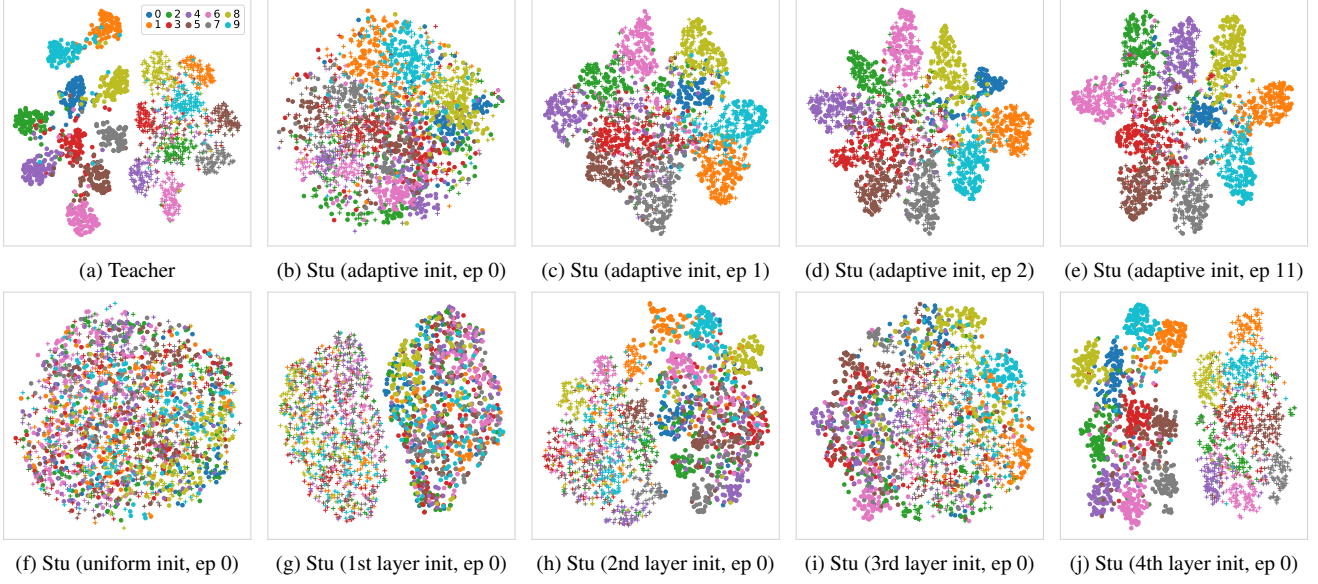 0 2 4 6 8
1 3 5 7 9
(a) Teacher
(b) Stu (adaptive init, ep 0)
(c) Stu (adaptive init, ep 1)
(d) Stu (adaptive init, ep 2)
(e) Stu (adaptive init, ep 11)
(f) Stu (uniform init, ep 0)
(g) Stu (1st layer init, ep 0)
(h) Stu (2nd layer init, ep 0)
(i) Stu (3rd layer init, ep 0)
(j) Stu (4th layer init, ep 0)